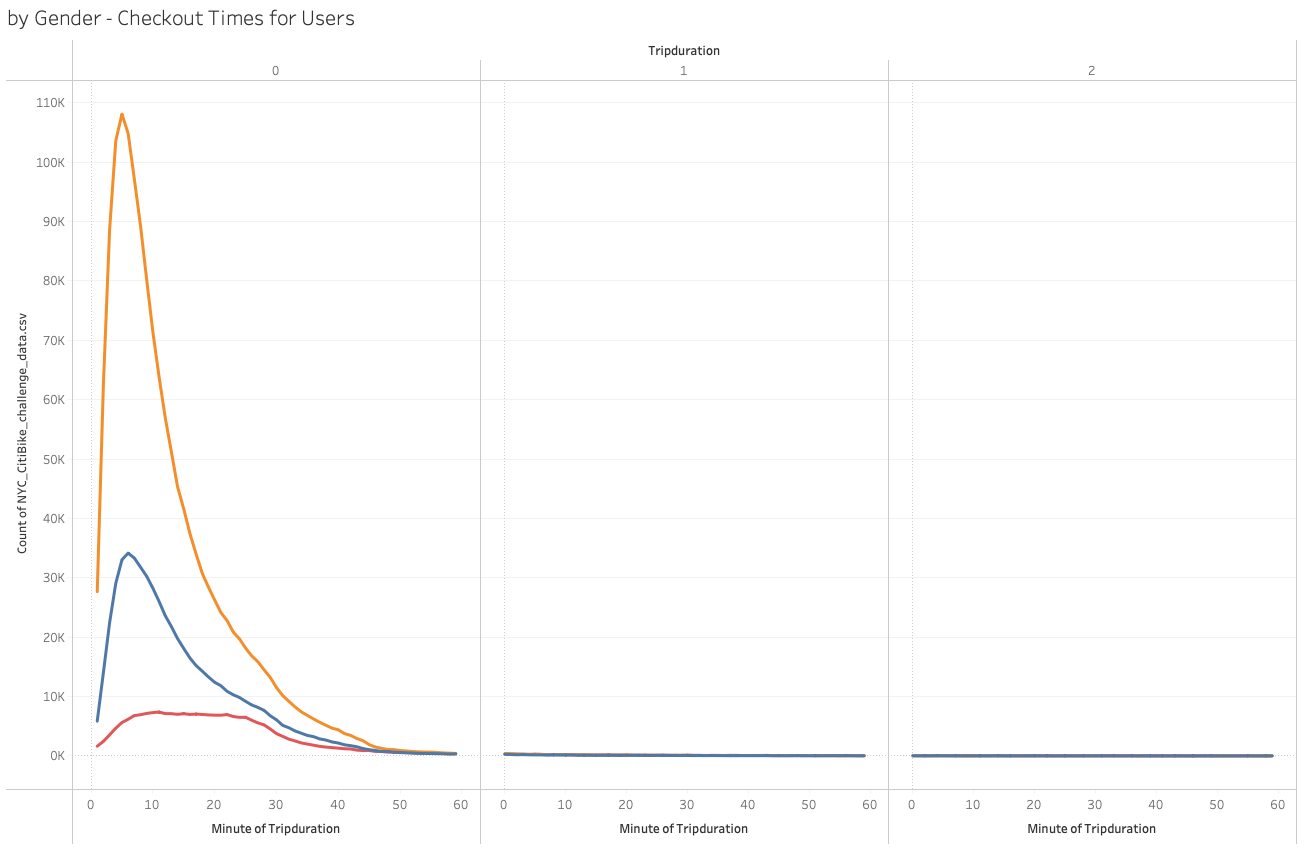 by Gender - Checkout Times for Users
Tripduration
0 1 2
Count of NYC_CitiBike_challenge_data.csv
110K
100K
90K
80K
70K
60K
50K
40K
30K
20K
10K
0K
0 10 20 30 40 50 60 0 10 20 30 40 50 60 0 10 20 30 40 50 60
Minute of Tripduration Minute of Tripduration Minute of Tripduration